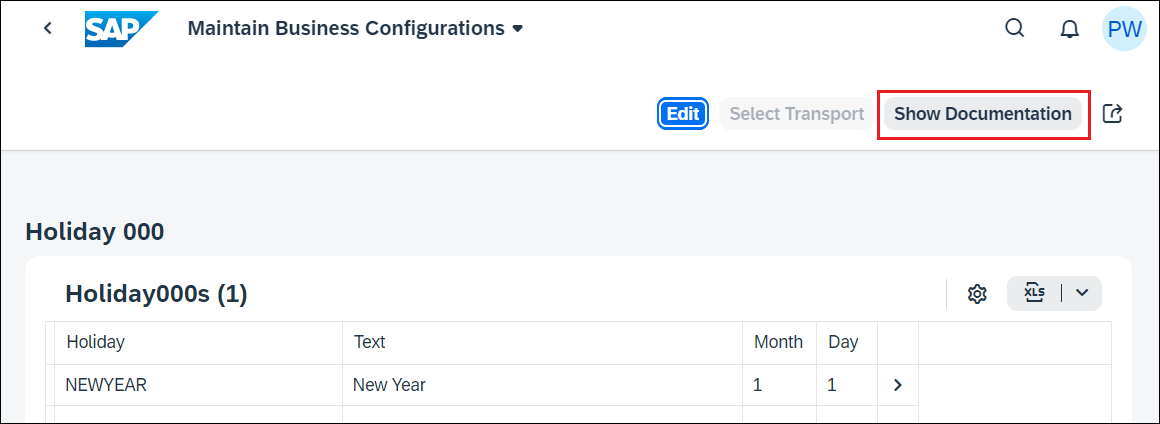 SAP Maintain Business Configurations PW
Edit Select Transport Show Documentation
Holiday 000
Holiday000s (1) XLS
Holiday Text Month Day
NEWYEAR New Year 1 1